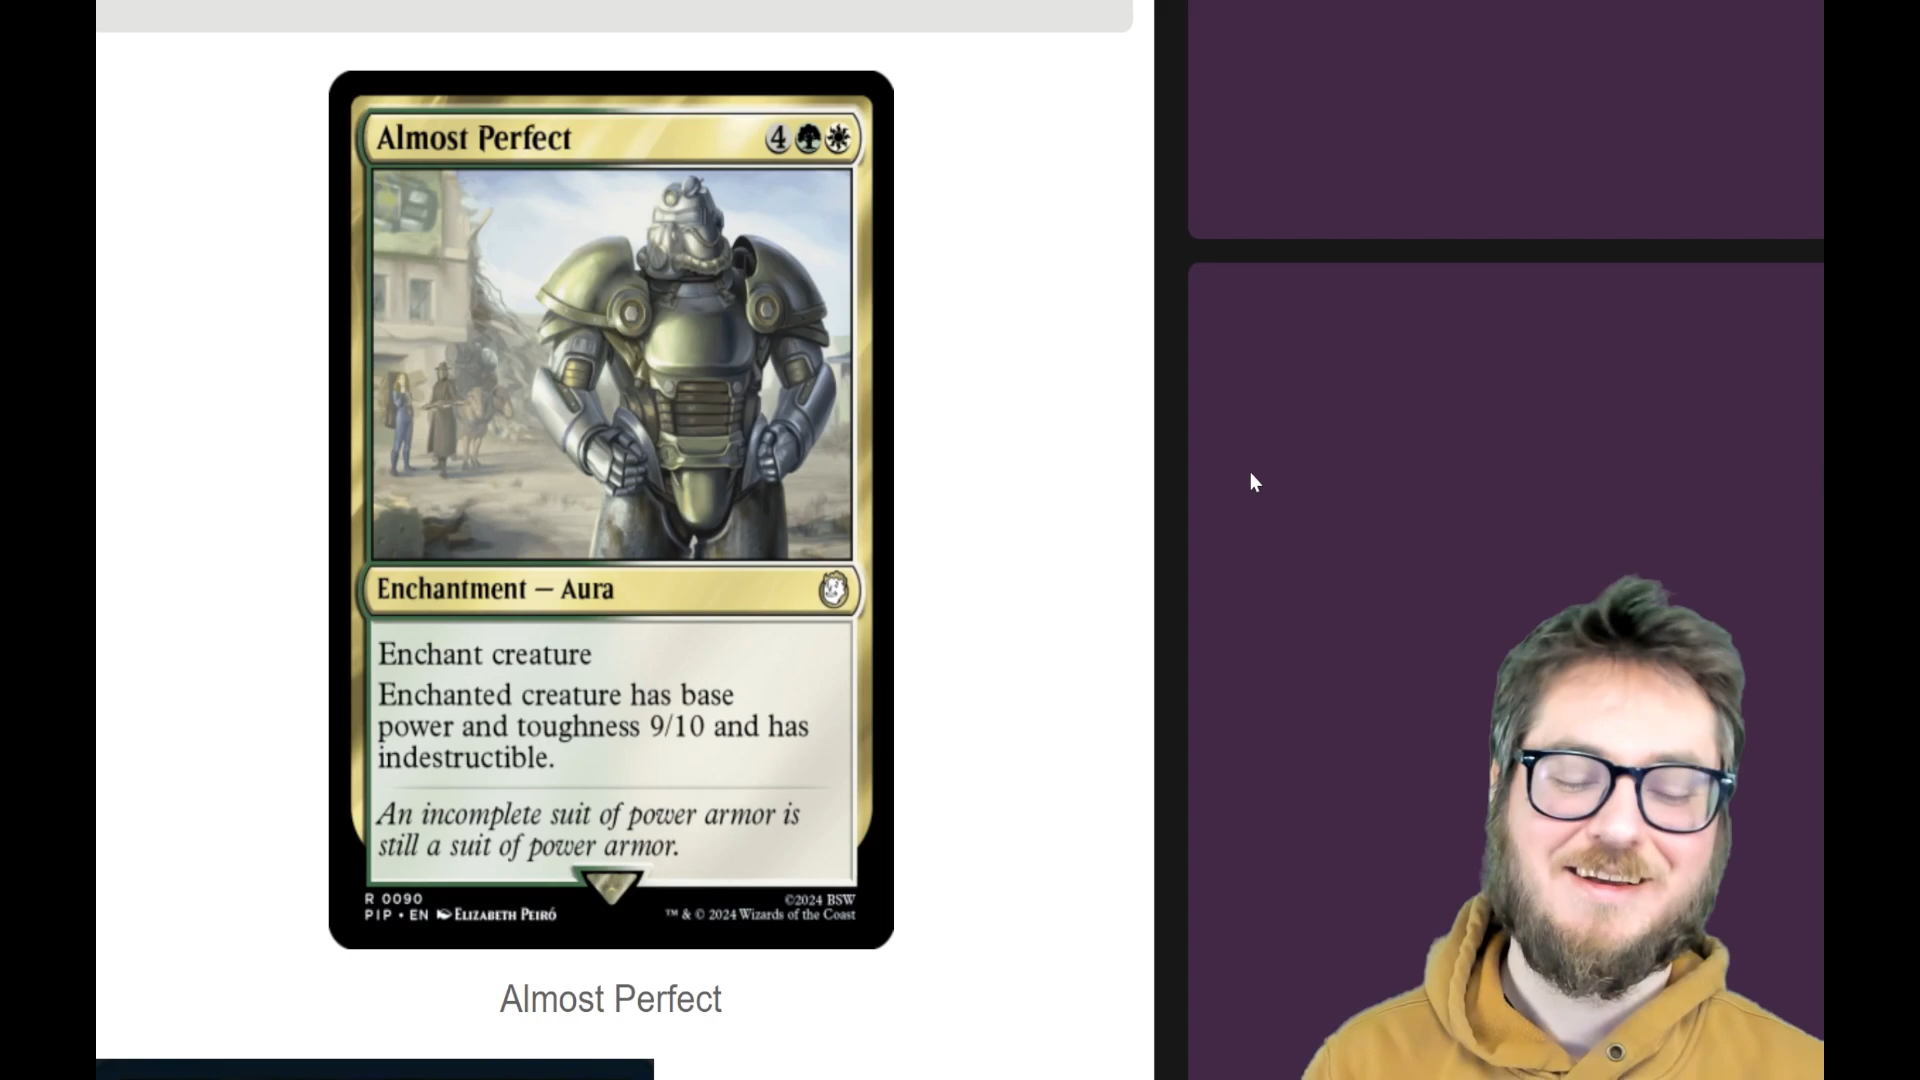 Almost Perfect 4
Enchantment — Aura
Enchant creature
Enchanted creature has base
power and toughness 9/10 and has
indestructible.
An incomplete suit of power armor is
still a suit of power armor.
R 0090 ©2024 BSW
PIP • EN Elizabeth Peiró ™ & © 2024 Wizards of the Coast
Almost Perfect